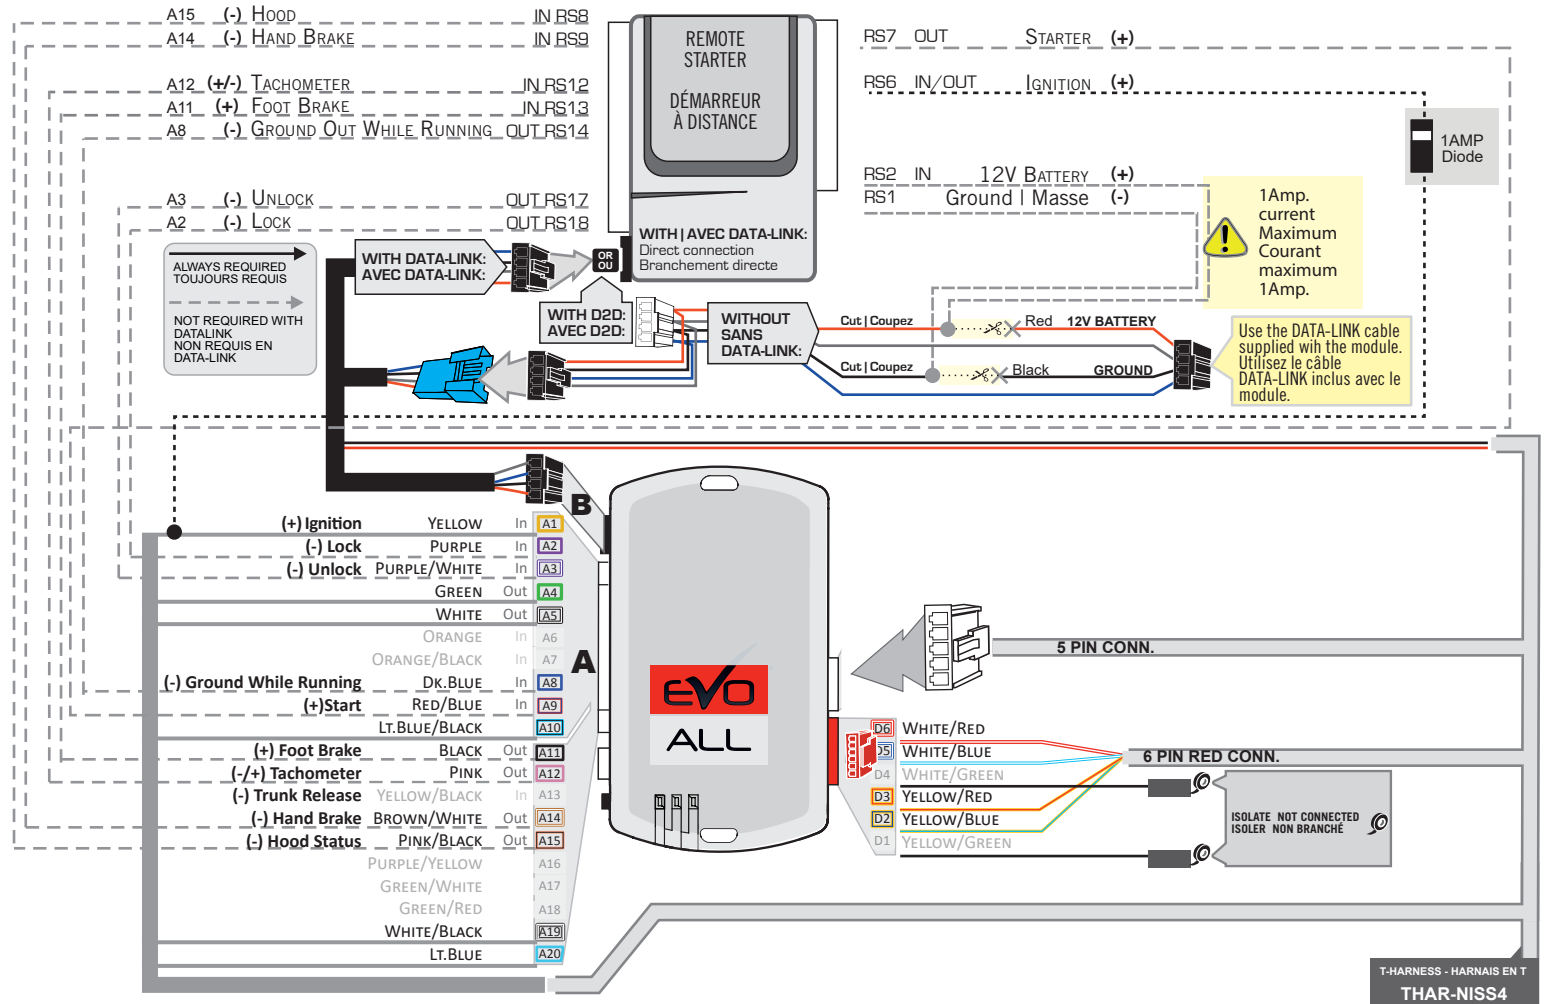 A15 (-) HOOD IN RS8
A14 (-) HAND BRAKE IN RS9
A12 (+/-) TACHOMETER IN RS12
A11 (+) FOOT BRAKE IN RS13
A8 (-) GROUND OUT WHILE RUNNING OUT RS14
A3 (-) UNLOCK OUT RS17
A2 (-) LOCK OUT RS18
REMOTE
STARTER
DÉMARREUR
À DISTANCE
WITH | AVEC DATA-LINK:
Direct connection
Branchement directe
RS7 OUT STARTER (+)
RS6 IN/OUT IGNITION (+)
RS2 IN 12V BATTERY (+)
RS1 Ground | Masse (-)
1AMP
Diode
1Amp.
current
Maximum
Courant
maximum
1Amp.
ALWAYS REQUIRED
TOUJOURS REQUIS
NOT REQUIRED WITH
DATALINK
NON REQUIS EN
DATA-LINK
WITH DATA-LINK:
AVEC DATA-LINK:
OR
OU
WITH D2D:
AVEC D2D:
WITHOUT
SANS
DATA-LINK:
Cut | Coupez Red 12V BATTERY
Cut | Coupez Black GROUND
Use the DATA-LINK cable
supplied wih the module.
Utilisez le câble
DATA-LINK inclus avec le
module.
B
A
(+) Ignition YELLOW In A1
(-) Lock PURPLE In A2
(-) Unlock PURPLE/WHITE In A3
GREEN Out A4
WHITE Out A5
ORANGE In A6
ORANGE/BLACK In A7
(-) Ground While Running DK.BLUE In A8
(+)Start RED/BLUE In A9
LT.BLUE/BLACK A10
(+) Foot Brake BLACK Out A11
(-/+) Tachometer PINK Out A12
(-) Trunk Release YELLOW/BLACK In A13
(-) Hand Brake BROWN/WHITE Out A14
(-) Hood Status PINK/BLACK Out A15
PURPLE/YELLOW A16
GREEN/WHITE A17
GREEN/RED A18
WHITE/BLACK A19
LT.BLUE A20
EVO
ALL
5 PIN CONN.
D6 WHITE/RED
D5 WHITE/BLUE
D4 WHITE/GREEN
D3 YELLOW/RED
D2 YELLOW/BLUE
D1 YELLOW/GREEN
6 PIN RED CONN.
ISOLATE NOT CONNECTED
ISOLER NON BRANCHÉ
T-HARNESS - HARNAIS EN T
THAR-NISS4